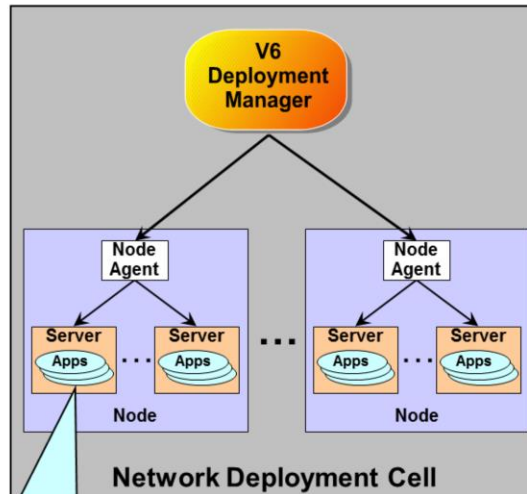 V6
Deployment
Manager
Node
Agent
Node
Agent
Server
Server
Server
Server
Apps
Apps
Apps
Apps
...
...
...
Node
Node
Network Deployment Cell